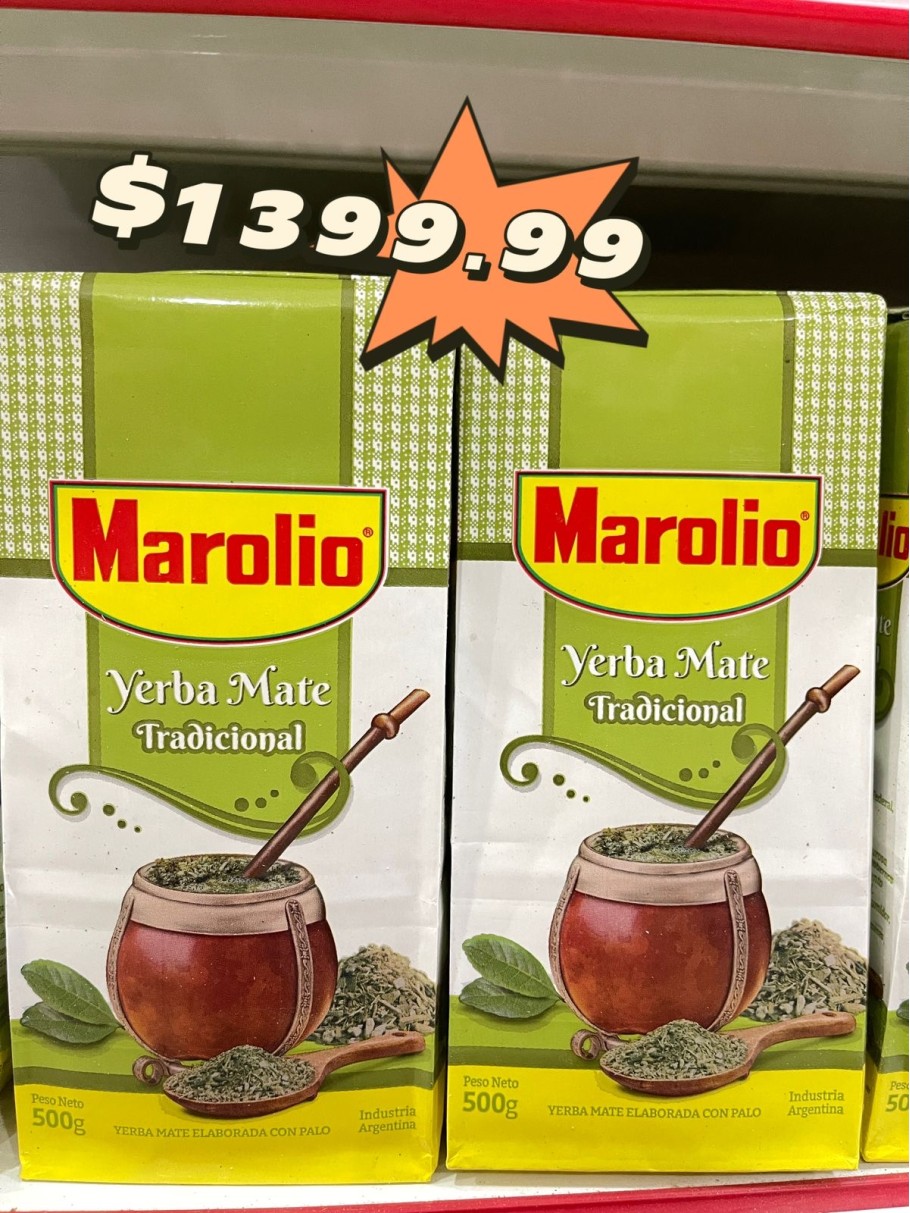 $1399.99
Marolio®
Yerba Mate
Tradicional
Peso Neto
500g
YERBA MATE ELABORADA CON PALO
Industria
Argentina
Marolio®
Yerba Mate
Tradicional
Peso Neto
500g
YERBA MATE ELABORADA CON PALO
Industria
Argentina
lio